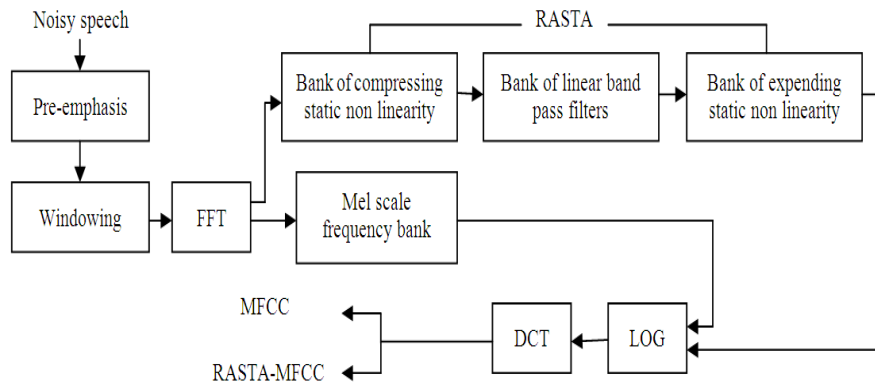 Noisy speech
RASTA
Pre-emphasis
Bank of compressing
static non linearity
Bank of linear band
pass filters
Bank of expending
static non linearity
Windowing
FFT
Mel scale
frequency bank
MFCC
RASTA-MFCC
DCT
LOG